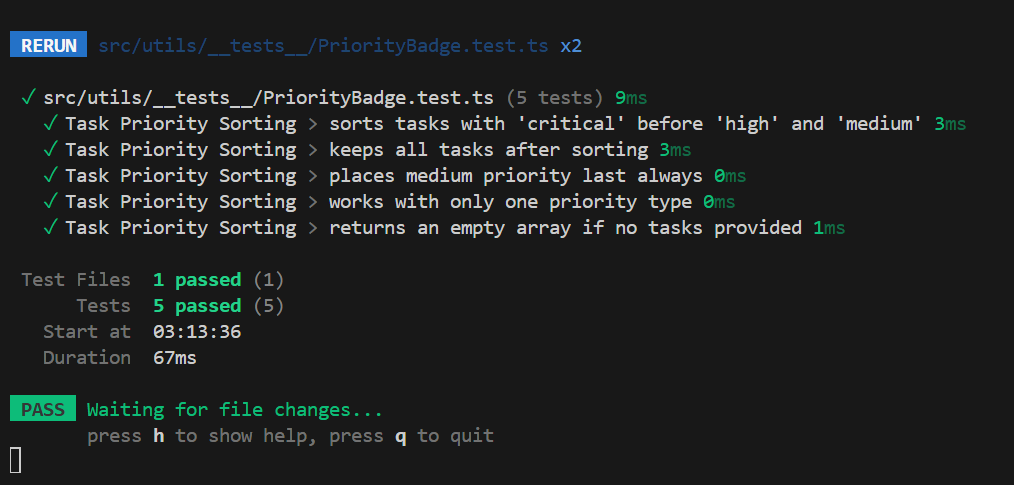 RERUN src/utils/__tests__/PriorityBadge.test.ts x2
✓ src/utils/__tests__/PriorityBadge.test.ts (5 tests) 9ms
✓ Task Priority Sorting > sorts tasks with 'critical' before 'high' and 'medium' 3ms
✓ Task Priority Sorting > keeps all tasks after sorting 3ms
✓ Task Priority Sorting > places medium priority last always 0ms
✓ Task Priority Sorting > works with only one priority type 0ms
✓ Task Priority Sorting > returns an empty array if no tasks provided 1ms
Test Files 1 passed (1)
Tests 5 passed (5)
Start at 03:13:36
Duration 67ms
PASS Waiting for file changes...
press h to show help, press q to quit